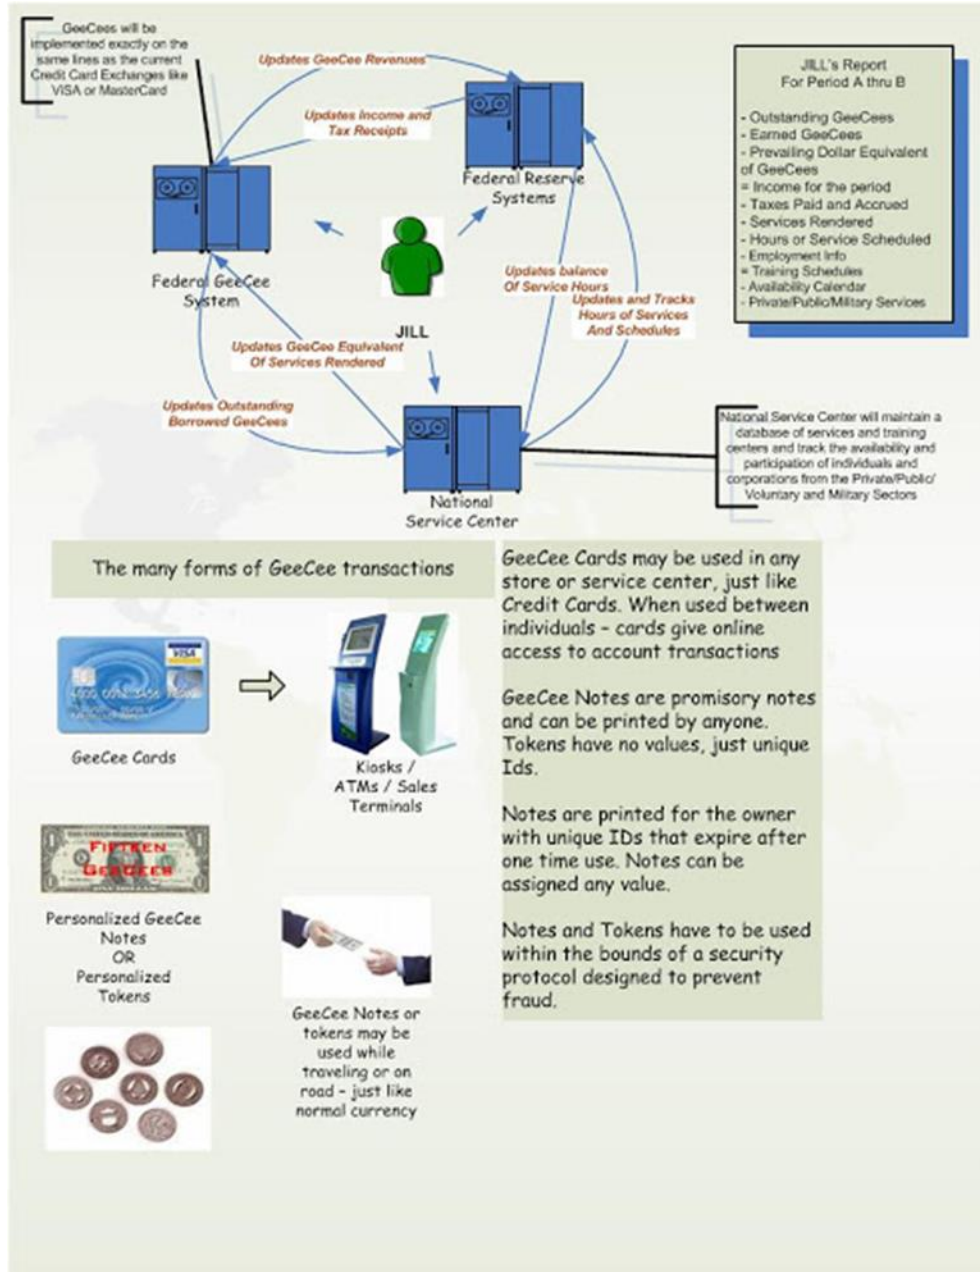 GeeCees will be
implemented exactly on the
same lines as the current
Credit Card Exchanges like
VISA or MasterCard
Updates GeeCee Revenues
Updates Income and
Tax Receipts
Federal Reserve
Systems
JILL's Report
For Period A thru B
- Outstanding GeeCees
- Earned GeeCees
- Prevailing Dollar Equivalent
of GeeCees
= Income for the period
- Taxes Paid and Accrued
- Services Rendered
- Hours or Service Scheduled
- Employment Info
= Training Schedules
- Availability Calendar
- Private/Public/Military Services
Federal GeeCee
System
JILL
Updates balance
Of Service Hours
Updates and Tracks
Hours of Services
And Schedules
Updates GeeCee Equivalent
Of Services Rendered
Updates Outstanding
Borrowed GeeCees
National
Service Center
National Service Center will maintain a
database of services and training
centers and track the availability and
participation of individuals and
corporations from the Private/Public/
Voluntary and Military Sectors
The many forms of GeeCee transactions
VISA
GeeCee Cards
Kiosks /
ATMs / Sales
Terminals
FIFTEEN
GEECEES
Personalized GeeCee
Notes
OR
Personalized
Tokens
GeeCee Notes or
tokens may be
used while
traveling or on
road - just like
normal currency
GeeCee Cards may be used in any
store or service center, just like
Credit Cards. When used between
individuals - cards give online
access to account transactions
GeeCee Notes are promisory notes
and can be printed by anyone.
Tokens have no values, just unique
Ids.
Notes are printed for the owner
with unique IDs that expire after
one time use. Notes can be
assigned any value.
Notes and Tokens have to be used
within the bounds of a security
protocol designed to prevent
fraud.